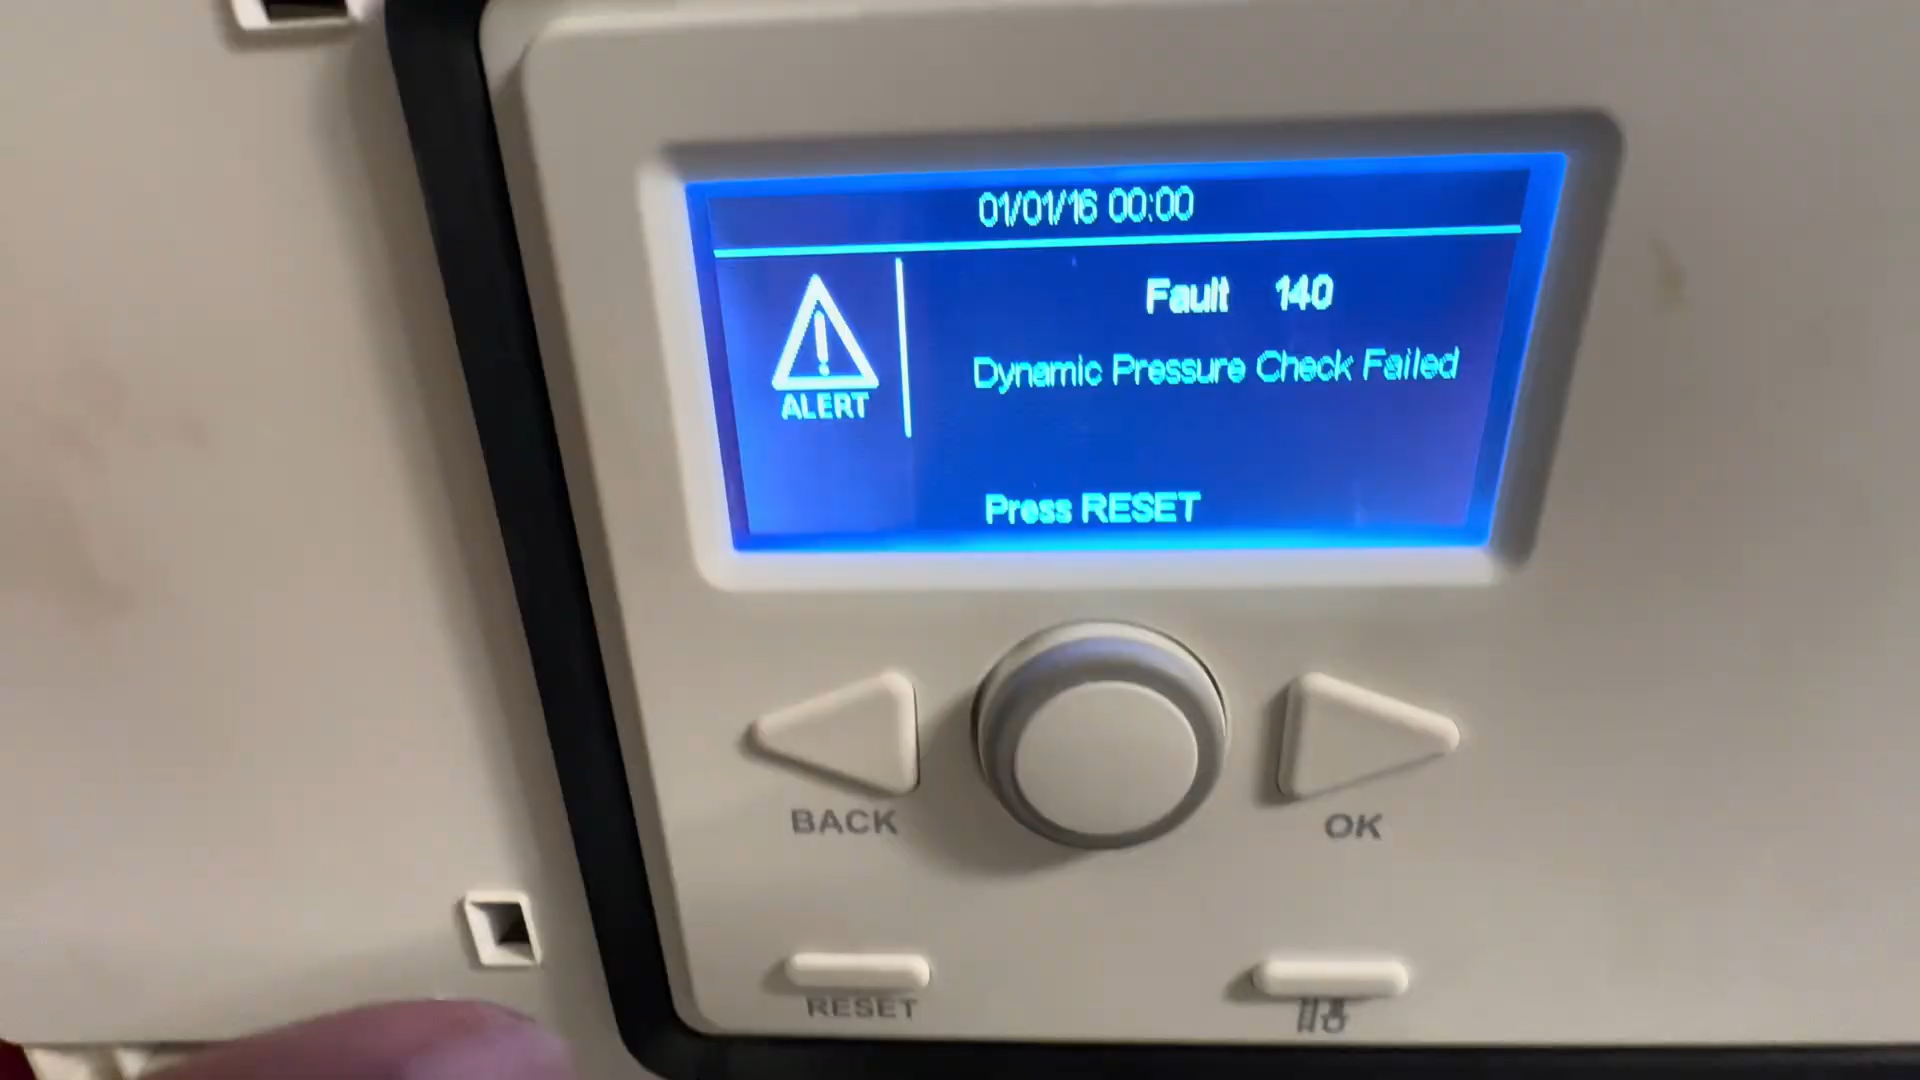 01/01/16 00:00
Fault 140
ALERT
Dynamic Pressure Check Failed
Press RESET
BACK
OK
RESET